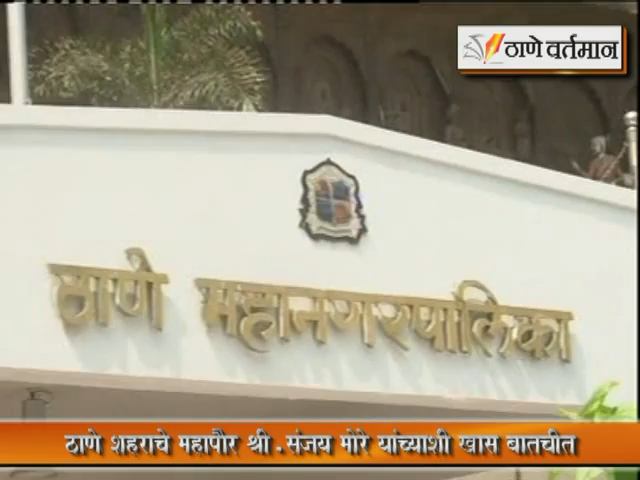 ठाणे वर्तमान
ठाणे महानगरपालिका
ठाणे शहराचे महापौर श्री . संजय मोरे यांच्याशी खास बातचीत